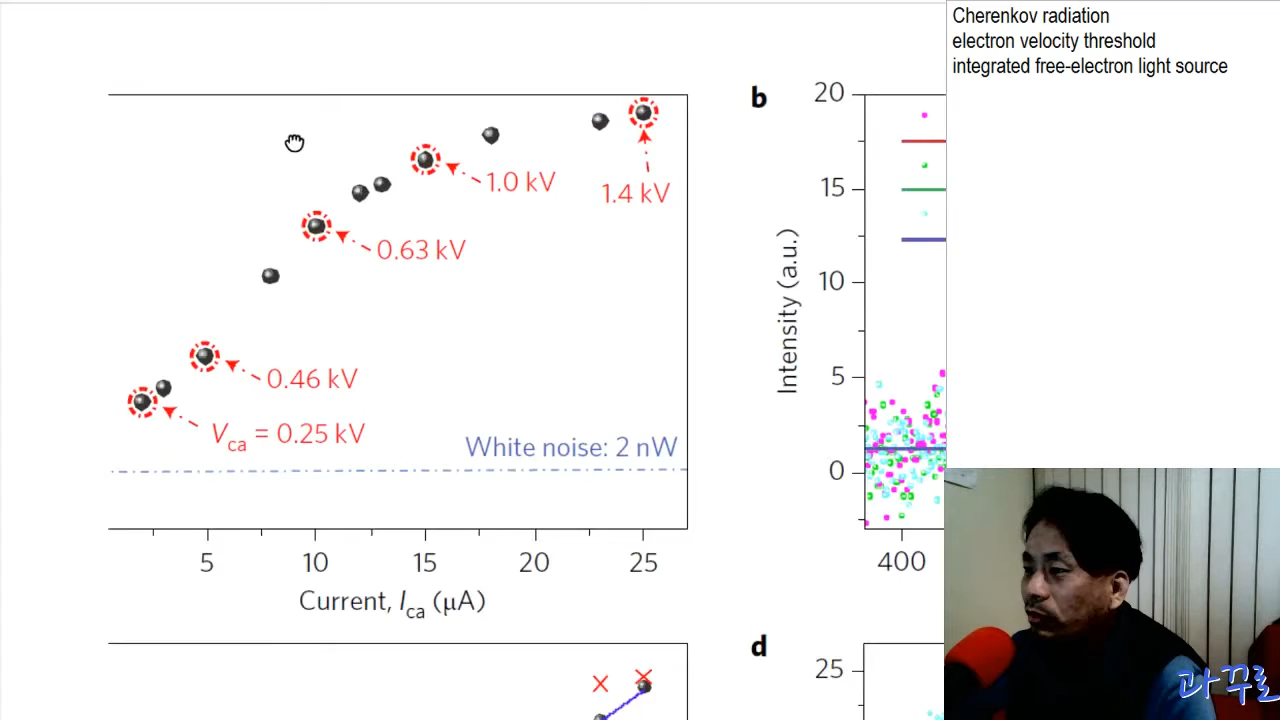 Cherenkov radiation
electron velocity threshold
integrated free-electron light source
1.0 kV
1.4 kV
0.63 kV
0.46 kV
Vca = 0.25 kV
White noise: 2 nW
5
10
15
20
25
Current, Ica (μA)
b
20
15
10
5
0
Intensity (a.u.)
400
d
25
과꾸로